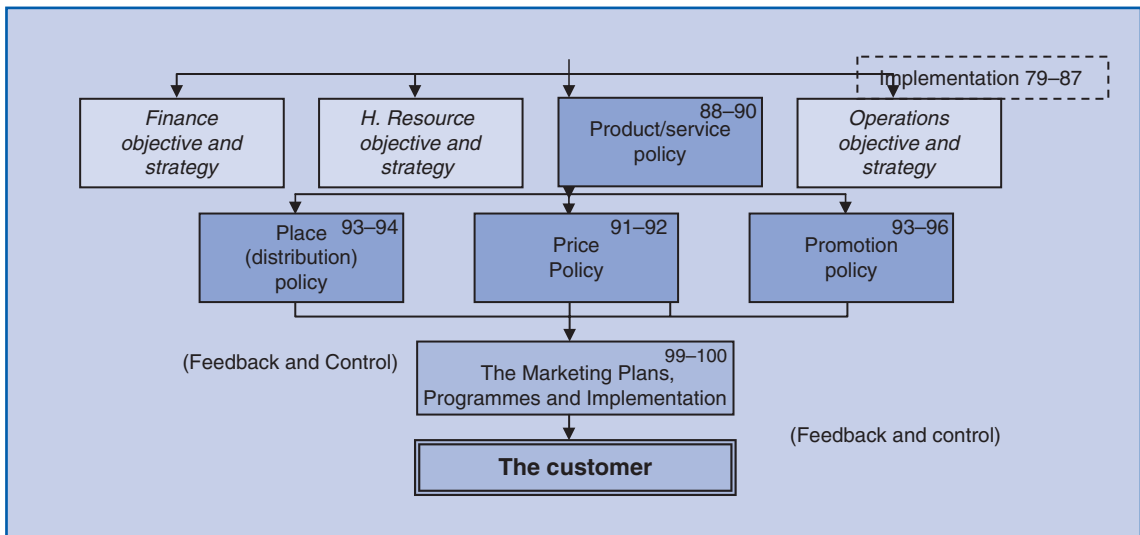 Implementation 79–87
Finance
objective and
strategy
H. Resource
objective and
strategy
88–90
Product/service
policy
Operations
objective and
strategy
93–94
Place
(distribution)
policy
91–92
Price
Policy
93–96
Promotion
policy
(Feedback and Control)
99–100
The Marketing Plans,
Programmes and Implementation
(Feedback and control)
The customer